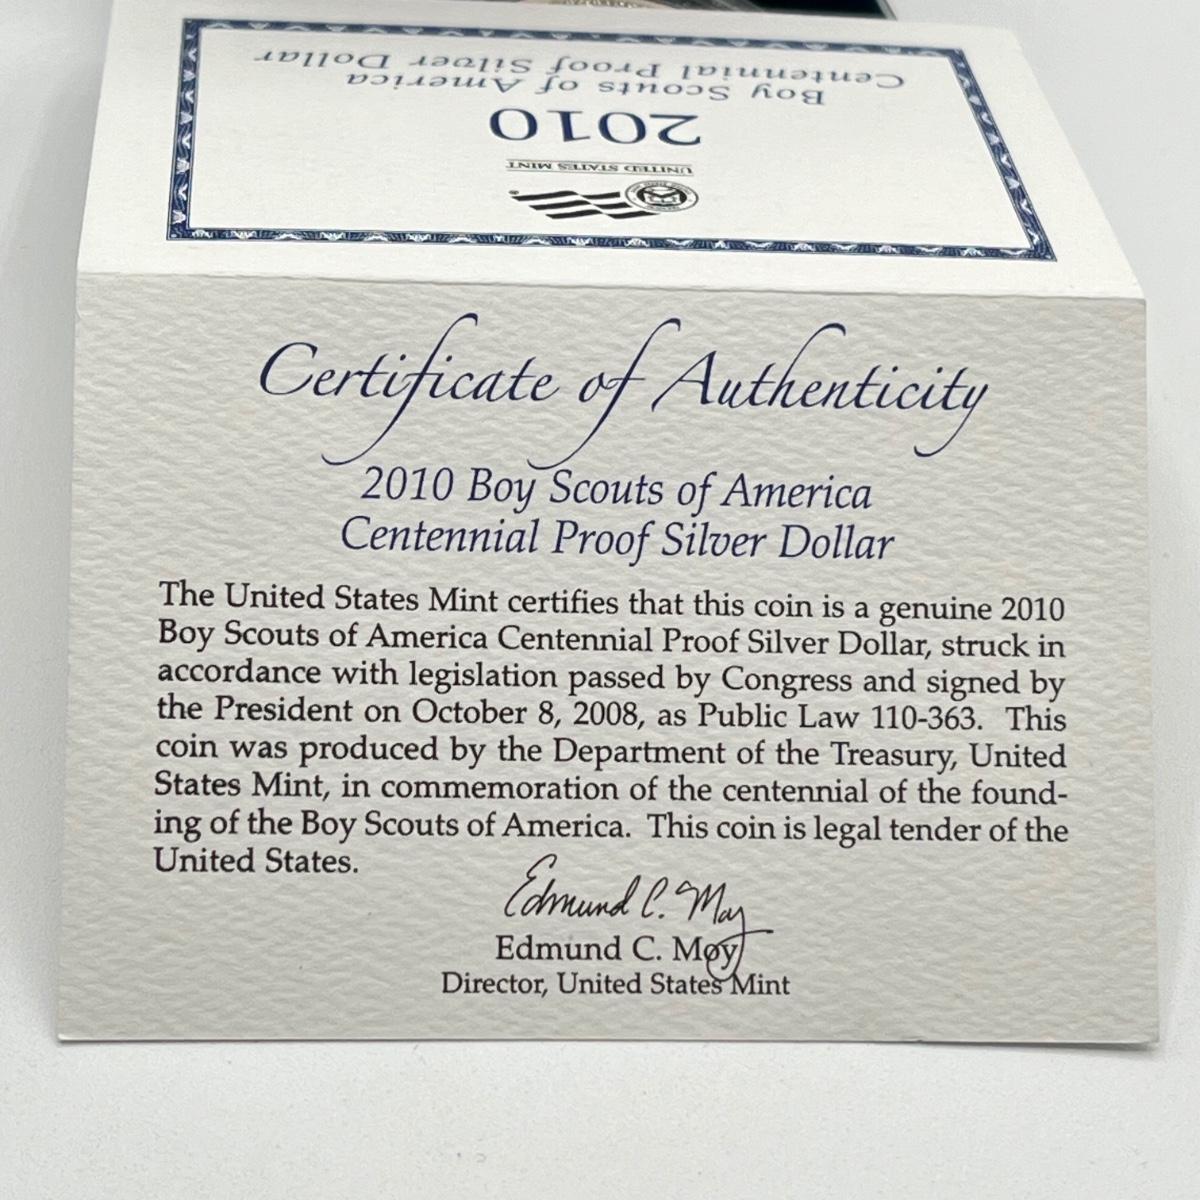 UNITED STATES MINT
2010
Boy Scouts of America
Centennial Proof Silver Dollar
Certificate of Authenticity
2010 Boy Scouts of America
Centennial Proof Silver Dollar
The United States Mint certifies that this coin is a genuine 2010
Boy Scouts of America Centennial Proof Silver Dollar, struck in
accordance with legislation passed by Congress and signed by
the President on October 8, 2008, as Public Law 110-363. This
coin was produced by the Department of the Treasury, United
States Mint, in commemoration of the centennial of the found-
ing of the Boy Scouts of America. This coin is legal tender of the
United States.
Edmund C. Moy
Edmund C. Moy
Director, United States Mint